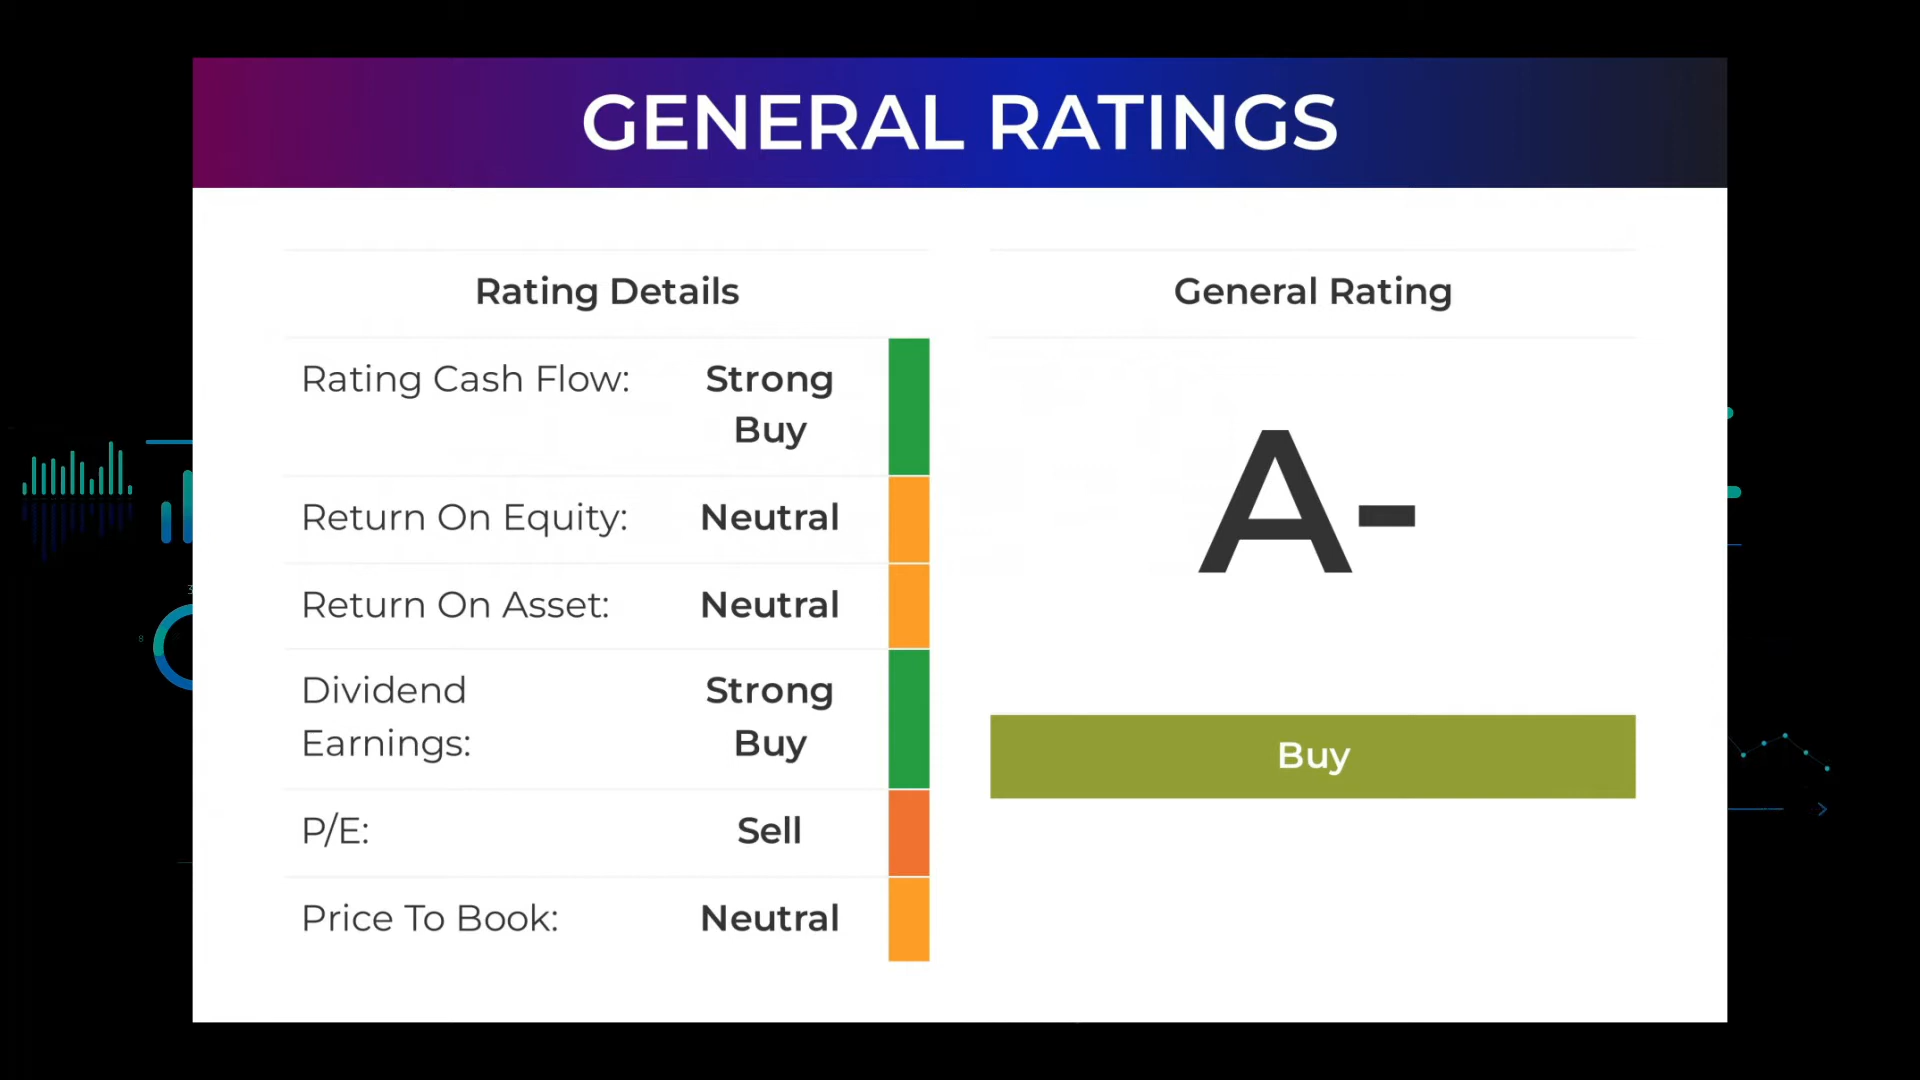 GENERAL RATINGS
Rating Details
Rating Cash Flow: Strong
Buy
Return On Equity: Neutral
Return On Asset: Neutral
Dividend Strong
Earnings: Buy
P/E: Sell
Price To Book: Neutral
General Rating
A-
Buy